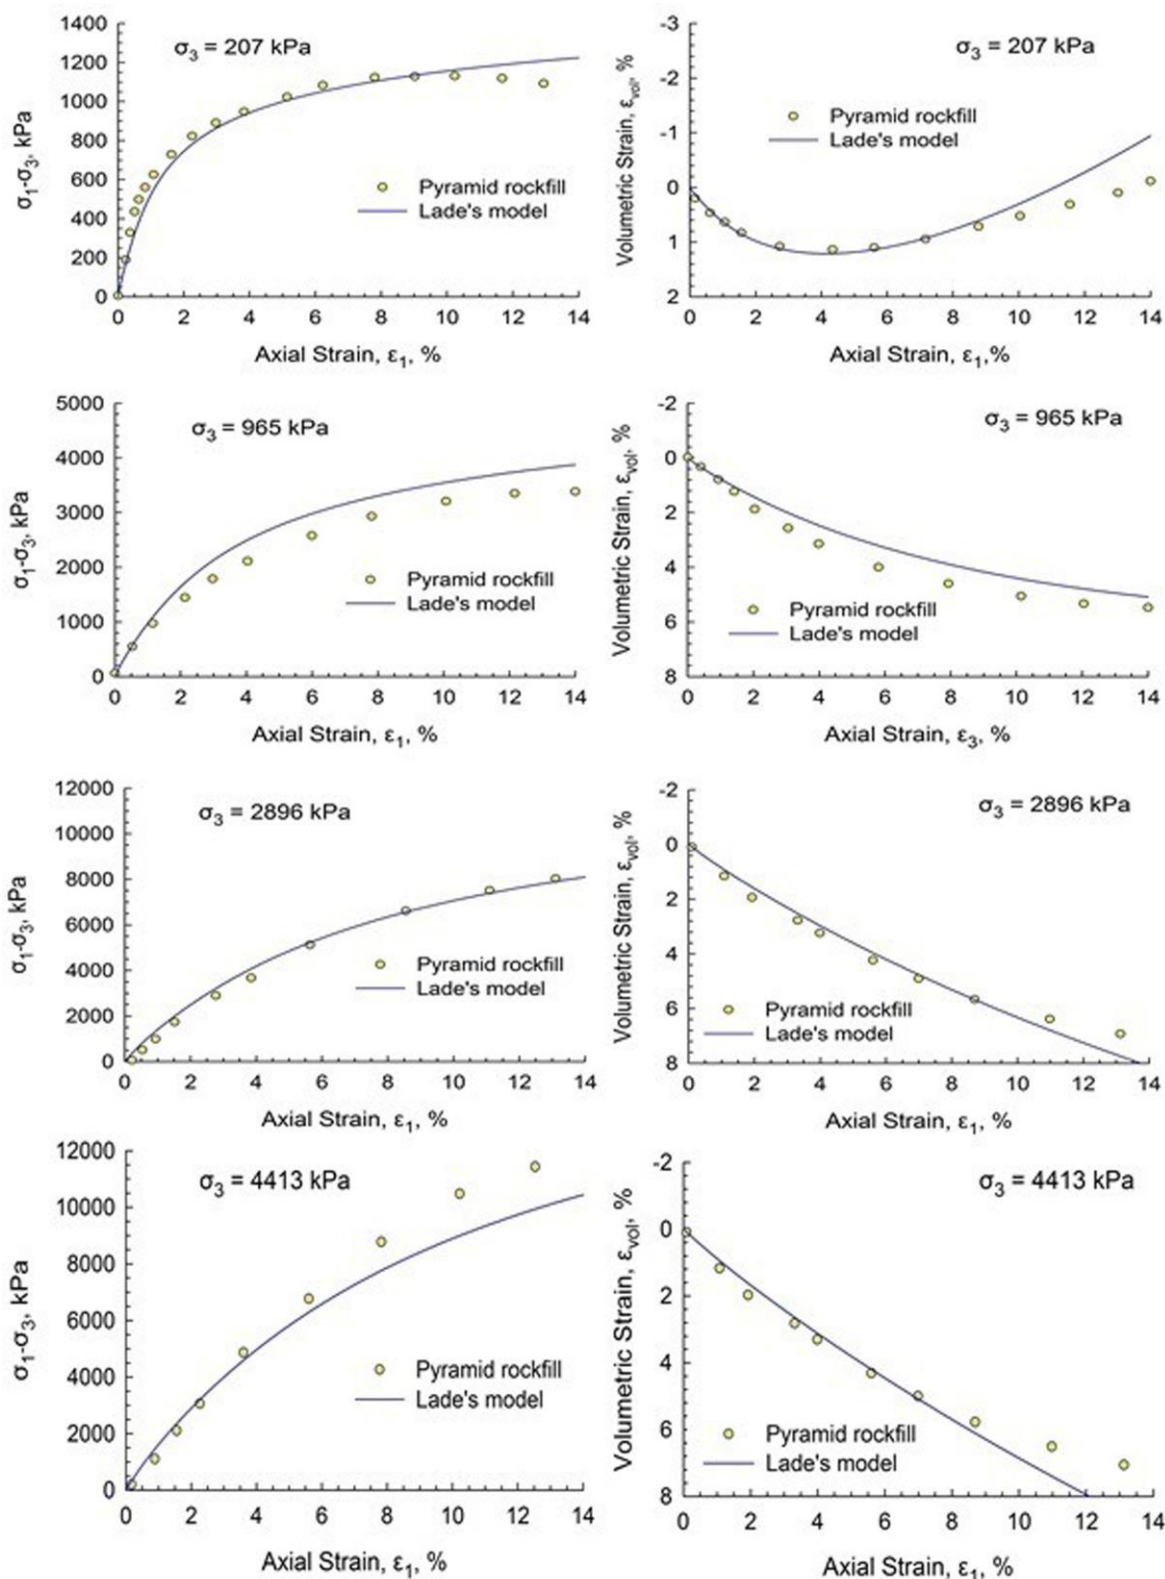 1400
1200
1000
800
600
400
200
0
σ₁-σ₃, kPa
σ₃ = 207 kPa
Pyramid rockfill
Lade's model
0 2 4 6 8 10 12 14
Axial Strain, ε₁, %
-3
-2
-1
0
1
2
Volumetric Strain, εvol, %
σ₃ = 207 kPa
Pyramid rockfill
Lade's model
0 2 4 6 8 10 12 14
Axial Strain, ε₁,%
5000
4000
3000
2000
1000
0
σ₁-σ₃, kPa
σ₃ = 965 kPa
Pyramid rockfill
Lade's model
0 2 4 6 8 10 12 14
Axial Strain, ε₁, %
-2
0
2
4
6
8
Volumetric Strain, εvol, %
σ₃ = 965 kPa
Pyramid rockfill
Lade's model
0 2 4 6 8 10 12 14
Axial Strain, ε₃, %
12000
10000
8000
6000
4000
2000
0
σ₁-σ₃, kPa
σ₃ = 2896 kPa
Pyramid rockfill
Lade's model
0 2 4 6 8 10 12 14
Axial Strain, ε₁, %
-2
0
2
4
6
8
Volumetric Strain, εvol, %
σ₃ = 2896 kPa
Pyramid rockfill
Lade's model
0 2 4 6 8 10 12 14
Axial Strain, ε₁, %
12000
10000
8000
6000
4000
2000
0
σ₁-σ₃, kPa
σ₃ = 4413 kPa
Pyramid rockfill
Lade's model
0 2 4 6 8 10 12 14
Axial Strain, ε₁, %
-2
0
2
4
6
8
Volumetric Strain, εvol, %
σ₃ = 4413 kPa
Pyramid rockfill
Lade's model
0 2 4 6 8 10 12 14
Axial Strain, ε₁, %